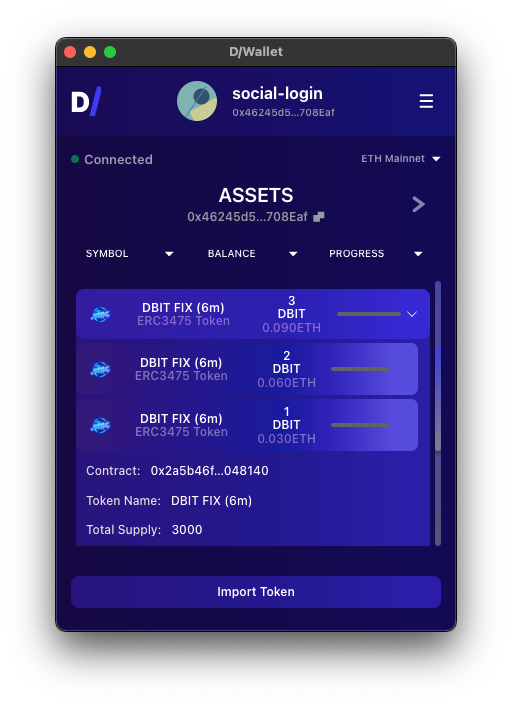 D/Wallet
D/
social-login
0x46245d5...708Eaf
Connected
ETH Mainnet
ASSETS
0x46245d5...708Eaf
SYMBOL BALANCE PROGRESS
DBIT FIX (6m)
ERC3475 Token
3
DBIT
0.090ETH
DBIT FIX (6m)
ERC3475 Token
2
DBIT
0.060ETH
DBIT FIX (6m)
ERC3475 Token
1
DBIT
0.030ETH
Contract: 0x2a5b46f...048140
Token Name: DBIT FIX (6m)
Total Supply: 3000
Import Token